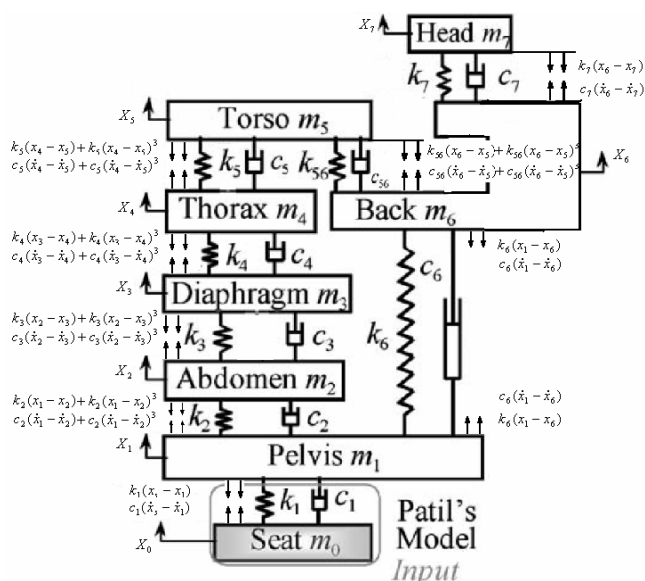 X₇
Head m₇
k₇
c₇
k₇(x₆ − x₇)
c₇(ẋ₆ − ẋ₇)
X₅
Torso m₅
k₅(x₄ − x₅) + k₅(x₄ − x₅)³
c₅(ẋ₄ − ẋ₅) + c₅(ẋ₄ − ẋ₅)³
k₅
c₅
k₅₆
c₅₆
k₅₆(x₆ − x₅) + k₅₆(x₆ − x₅)³
c₅₆(ẋ₆ − ẋ₅) + c₅₆(ẋ₆ − ẋ₅)³
X₆
X₄
Thorax m₄
Back m₆
k₄(x₃ − x₄) + k₄(x₃ − x₄)³
c₄(ẋ₃ − ẋ₄) + c₄(ẋ₃ − ẋ₄)³
k₄
c₄
k₆(x₁ − x₆)
c₆(ẋ₁ − ẋ₆)
c₆
X₃
Diaphragm m₃
k₃(x₂ − x₃) + k₃(x₂ − x₃)³
c₃(ẋ₂ − ẋ₃) + c₃(ẋ₂ − ẋ₃)³
k₃
c₃
k₆
X₂
Abdomen m₂
k₂(x₁ − x₂) + k₂(x₁ − x₂)³
c₂(ẋ₁ − ẋ₂) + c₂(ẋ₁ − ẋ₂)³
k₂
c₂
c₆(ẋ₁ − ẋ₆)
k₆(x₁ − x₆)
X₁
Pelvis m₁
k₁(xₛ − x₁)
c₁(ẋₛ − ẋ₁)
k₁
c₁
X₀
Seat m₀
Patil's
Model
Input